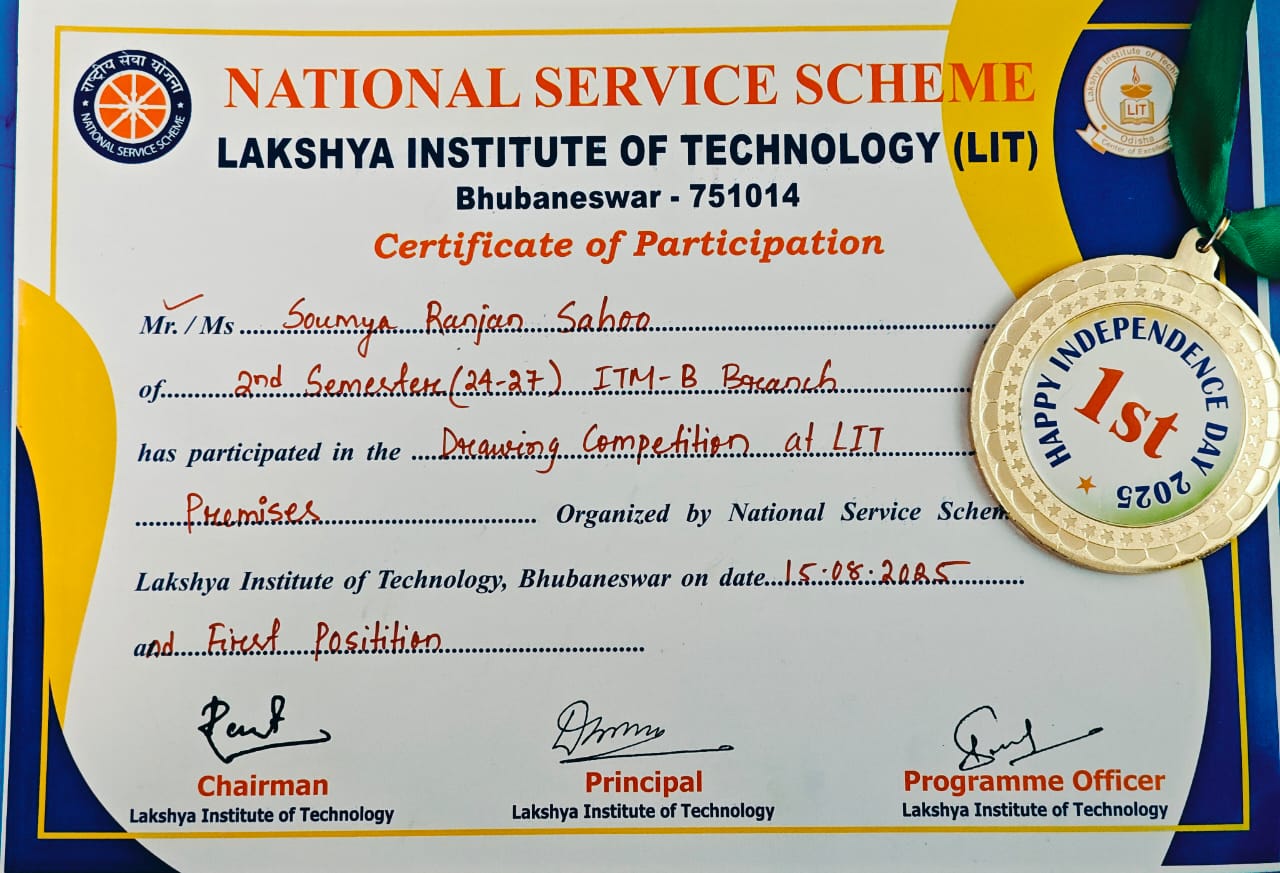 राष्ट्रीय सेवा योजना
NATIONAL SERVICE SCHEME
NATIONAL SERVICE SCHEME
LAKSHYA INSTITUTE OF TECHNOLOGY (LIT)
Bhubaneswar - 751014
Certificate of Participation
Lakshya Institute of Tech
LIT
Odisha
Center of Excellence
Mr. / Ms Soumya Ranjan Sahoo
of 2nd Semester (24-27) ITM-B Branch
has participated in the Drawing Competition at LIT
Premises Organized by National Service Schem
Lakshya Institute of Technology, Bhubaneswar on date 15.08.2025
and First Positition
HAPPY INDEPENDENCE DAY 2025
1st
Chairman
Lakshya Institute of Technology
Principal
Lakshya Institute of Technology
Programme Officer
Lakshya Institute of Technology